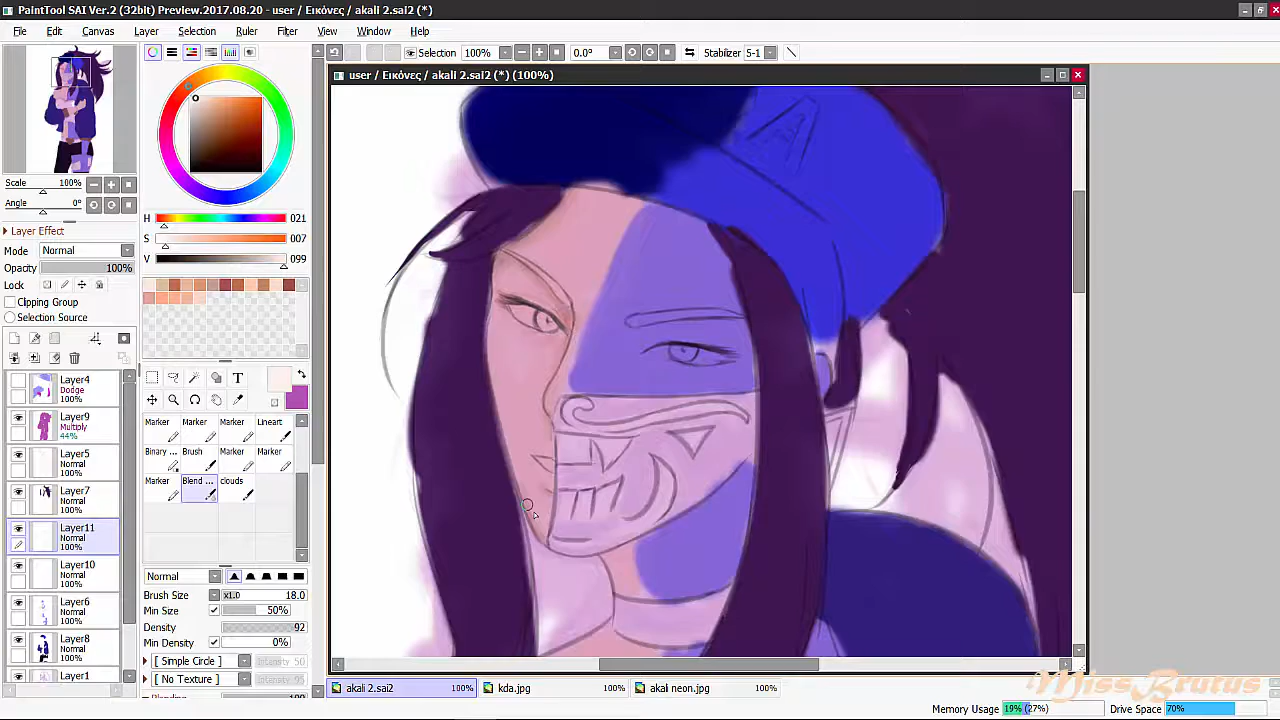 PaintTool SAI Ver.2 (32bit) Preview.2017.08.20 - user / Εικόνες / akali 2.sai2 (*)
File Edit Canvas Layer Selection Ruler Filter View Window Help
Selection 100% 0.0° Stabilizer S-1
user / Εικόνες / akali 2.sai2 (*) (100%)
Scale 100%
Angle 0°
Layer Effect
Mode Normal
Opacity 100%
Lock
Clipping Group
Selection Source
H 021
S 007
V 099
T
Layer4
Dodge
100%
Layer9
Multiply
44%
Layer5
Normal
100%
Layer7
Normal
100%
Layer11
Normal
100%
Layer10
Normal
100%
Layer6
Normal
100%
Layer8
Normal
100%
Layer1
Marker Marker Marker Lineart
Binary ... Brush Marker Marker
Marker Blend ... clouds
Normal
Brush Size x1.0 18.0
Min Size 50%
Density 92
Min Density 0%
[ Simple Circle ] Intensity 50
[ No Texture ]
akali 2.sai2 100% kda.jpg 100% akali neon.jpg 100%
MissBrutus
Memory Usage 19% (27%) Drive Space 70%